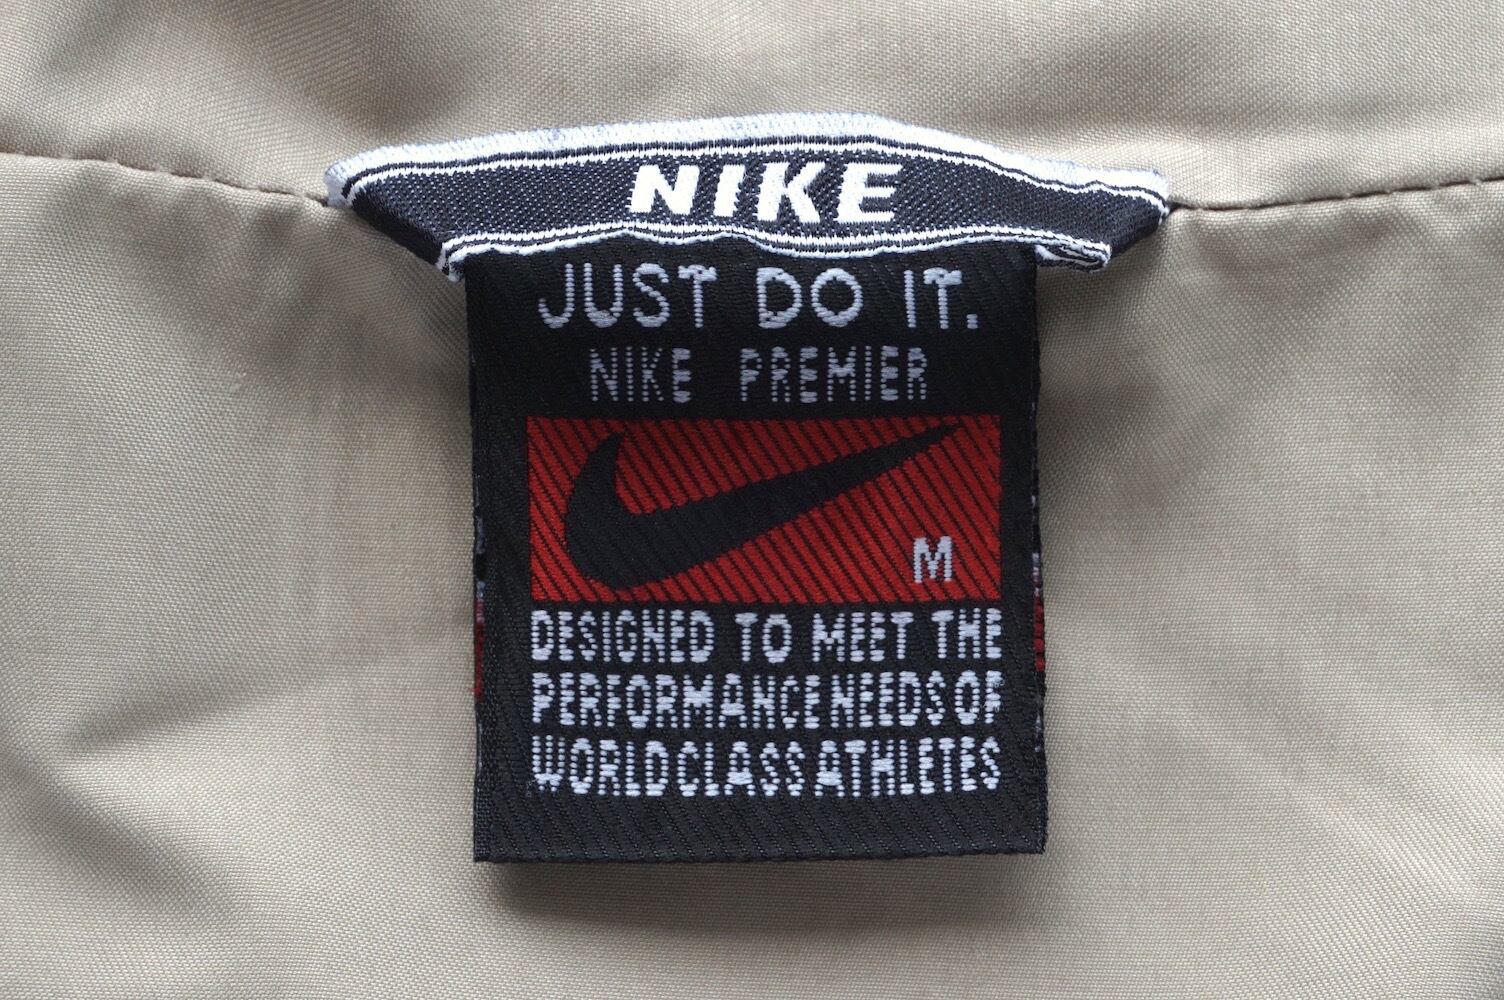 NIKE
JUST DO IT.
NIKE PREMIER
M
DESIGNED TO MEET THE
PERFORMANCE NEEDS OF
WORLD CLASS ATHLETES